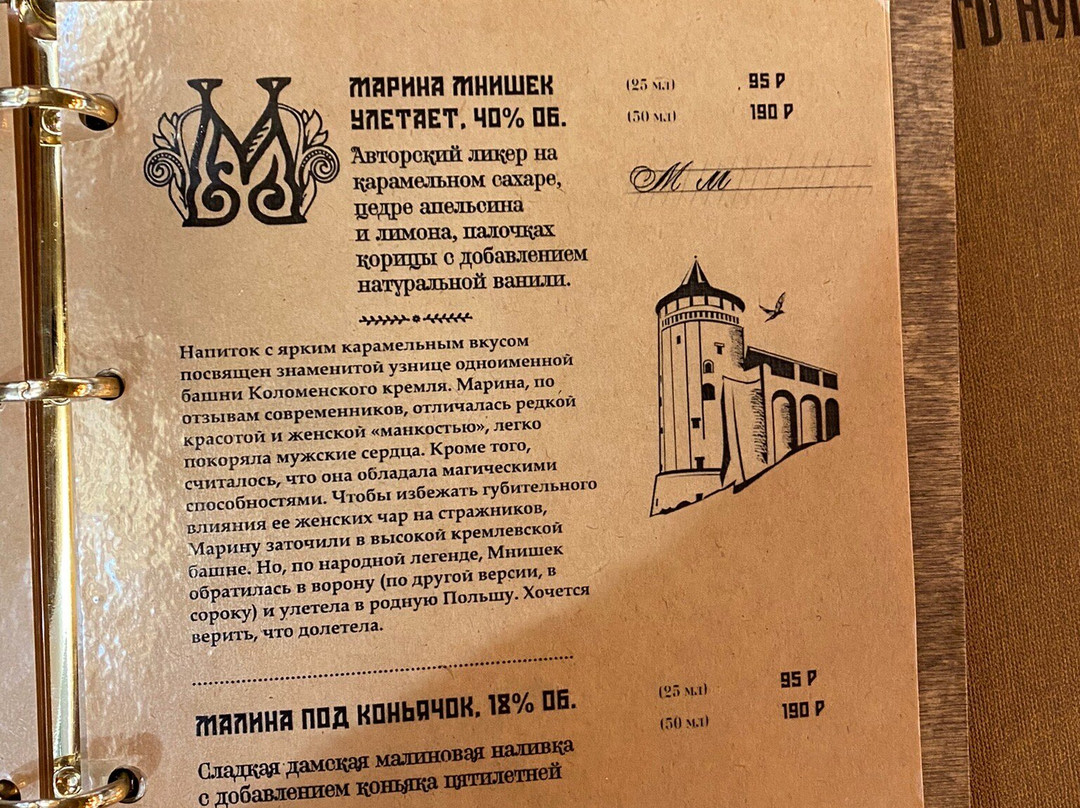 М
МАРИНА МНИШЕК
УЛЕТАЕТ, 40% ОБ.
(25 мл) 95 Р
(50 мл) 190 Р
Авторский ликер на
карамельном сахаре,
цедре апельсина
и лимона, палочках
корицы с добавлением
натуральной ванили.
М м
Напиток с ярким карамельным вкусом
посвящен знаменитой узнице одноименной
башни Коломенского кремля. Марина, по
отзывам современников, отличалась редкой
красотой и женской «манкостью», легко
покоряла мужские сердца. Кроме того,
считалось, что она обладала магическими
способностями. Чтобы избежать губительного
влияния ее женских чар на стражников,
Марину заточили в высокой кремлевской
башне. Но, по народной легенде, Мнишек
обратилась в ворону (по другой версии, в
сороку) и улетела в родную Польшу. Хочется
верить, что долетела.
МАЛИНА ПОД КОНЬЯЧОК, 18% ОБ.
(25 мл) 95 Р
(50 мл) 190 Р
Сладкая дамская малиновая наливка
с добавлением коньяка пятилетней